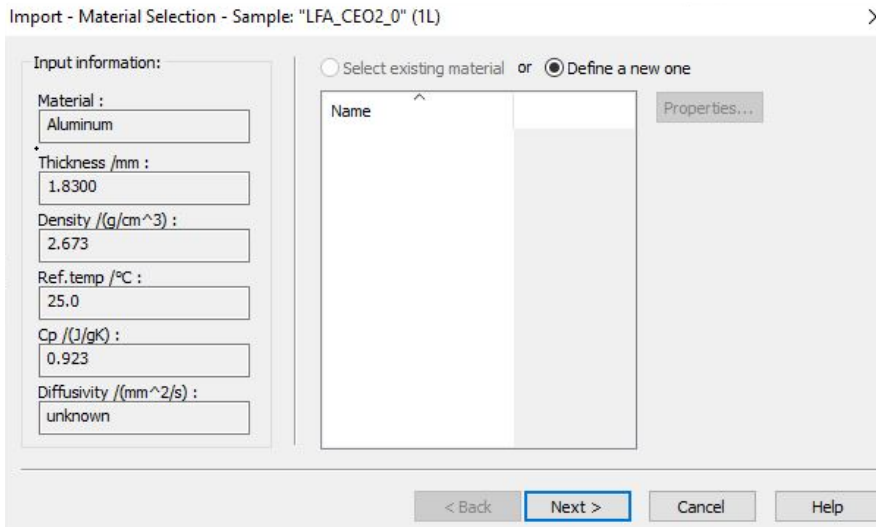 Import - Material Selection - Sample: "LFA_CEO2_0" (1L)
Input information:
Material :
Aluminum
Thickness /mm :
1.8300
Density /(g/cm^3) :
2.673
Ref.temp /°C :
25.0
Cp /(J/gK) :
0.923
Diffusivity /(mm^2/s) :
unknown
Select existing material or Define a new one
Name
Properties...
< Back Next > Cancel Help